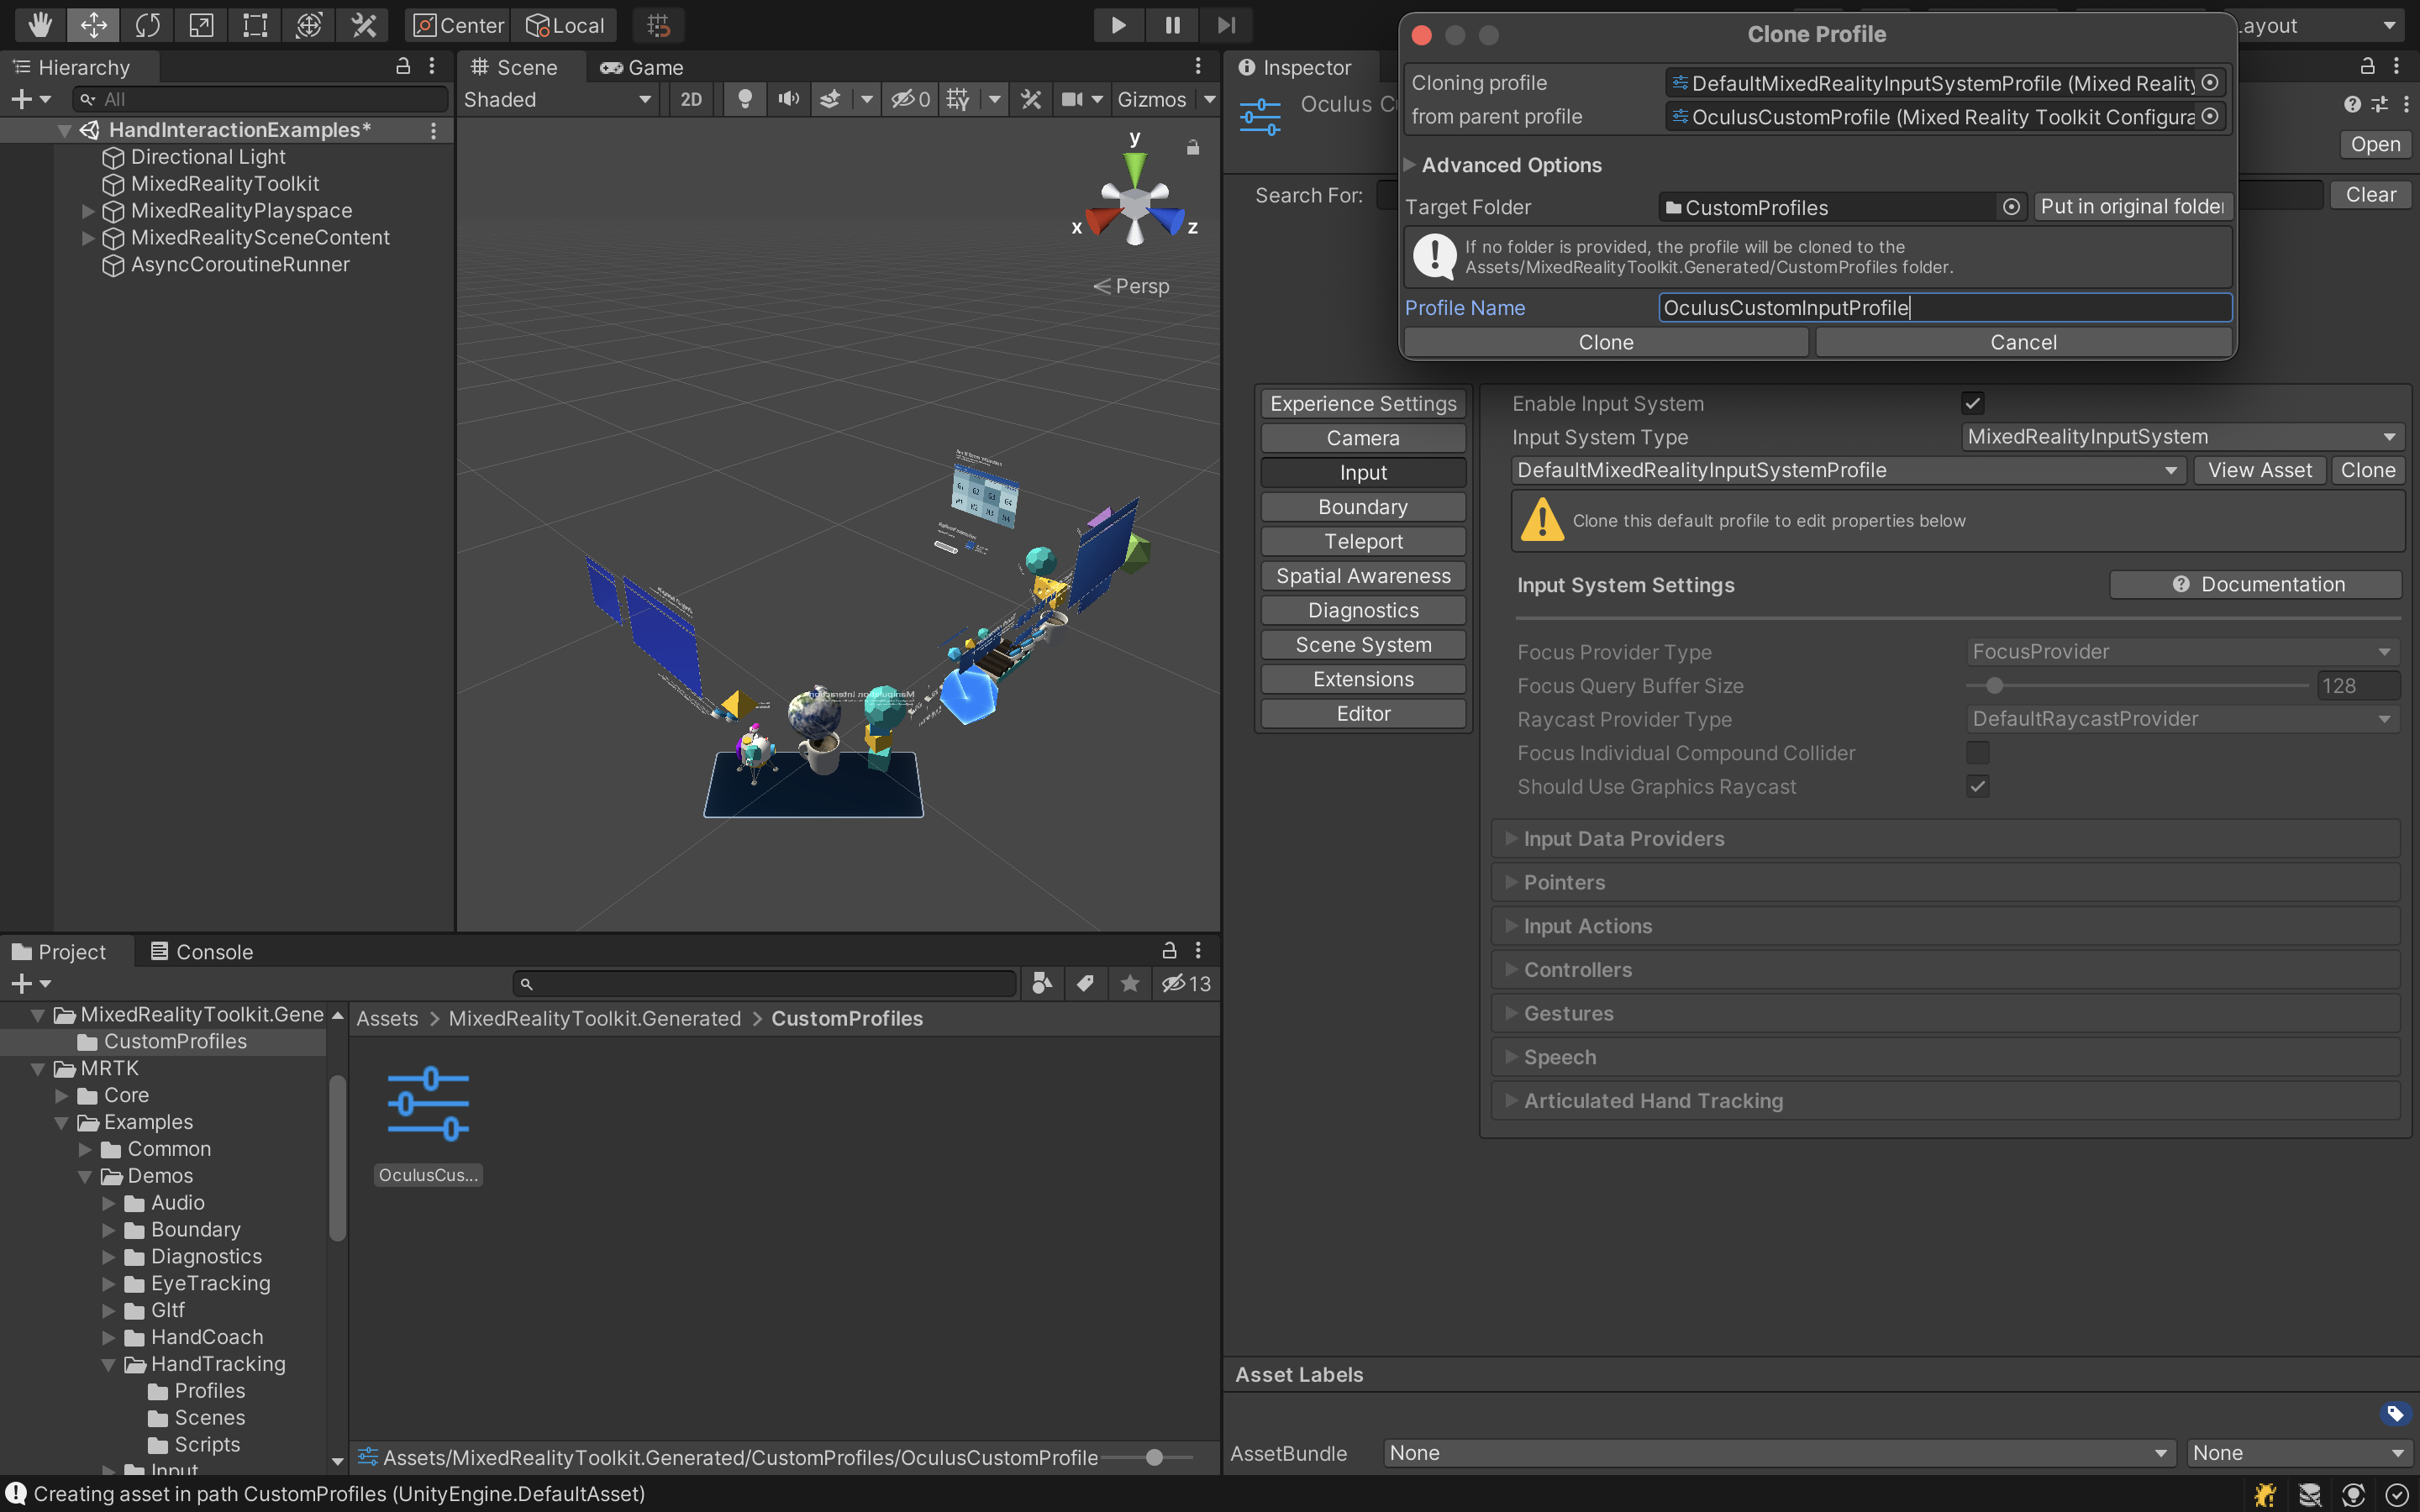 Center
Local
Layout
Hierarchy
All
HandInteractionExamples*
Directional Light
MixedRealityToolkit
MixedRealityPlayspace
MixedRealitySceneContent
AsyncCoroutineRunner
Scene
Game
Shaded
2D
0
Gizmos
y
x
z
Persp
Inspector
Open
Search For:
Clear
Clone Profile
Cloning profile
DefaultMixedRealityInputSystemProfile (Mixed Reality
from parent profile
OculusCustomProfile (Mixed Reality Toolkit Configura
Advanced Options
Target Folder
CustomProfiles
Put in original folder
If no folder is provided, the profile will be cloned to the
Assets/MixedRealityToolkit.Generated/CustomProfiles folder.
Profile Name
OculusCustomInputProfile
Clone
Cancel
Experience Settings
Camera
Input
Boundary
Teleport
Spatial Awareness
Diagnostics
Scene System
Extensions
Editor
Enable Input System
Input System Type
MixedRealityInputSystem
DefaultMixedRealityInputSystemProfile
View Asset
Clone
Clone this default profile to edit properties below
Input System Settings
Documentation
Focus Provider Type
FocusProvider
Focus Query Buffer Size
128
Raycast Provider Type
DefaultRaycastProvider
Focus Individual Compound Collider
Should Use Graphics Raycast
Input Data Providers
Pointers
Input Actions
Controllers
Gestures
Speech
Articulated Hand Tracking
Asset Labels
AssetBundle
None
None
Project
Console
13
MixedRealityToolkit.Gene
CustomProfiles
MRTK
Core
Examples
Common
Demos
Audio
Boundary
Diagnostics
EyeTracking
Gltf
HandCoach
HandTracking
Profiles
Scenes
Scripts
Input
Assets > MixedRealityToolkit.Generated > CustomProfiles
OculusCus...
Assets/MixedRealityToolkit.Generated/CustomProfiles/OculusCustomProfile
Creating asset in path CustomProfiles (UnityEngine.DefaultAsset)